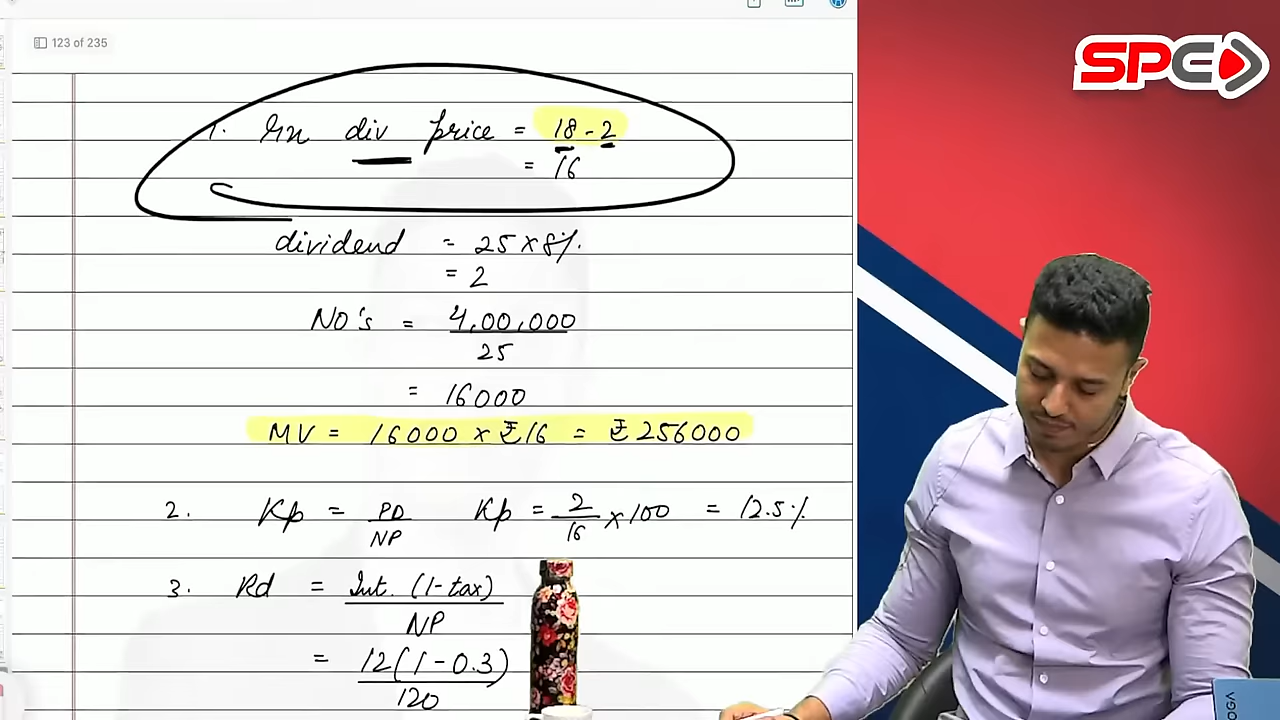 123 of 235
SPC
1. Ex div price = 18 - 2
= 16
dividend = 25 × 8%.
= 2
NO's = 4,00,000
25
= 16000
MV = 16000 × ₹16 = ₹256000
2. Kp = PD Kp = 2 × 100 = 12.5%
NP 16
3. Kd = Int. (1-tax)
NP
= 12(1-0.3)
120